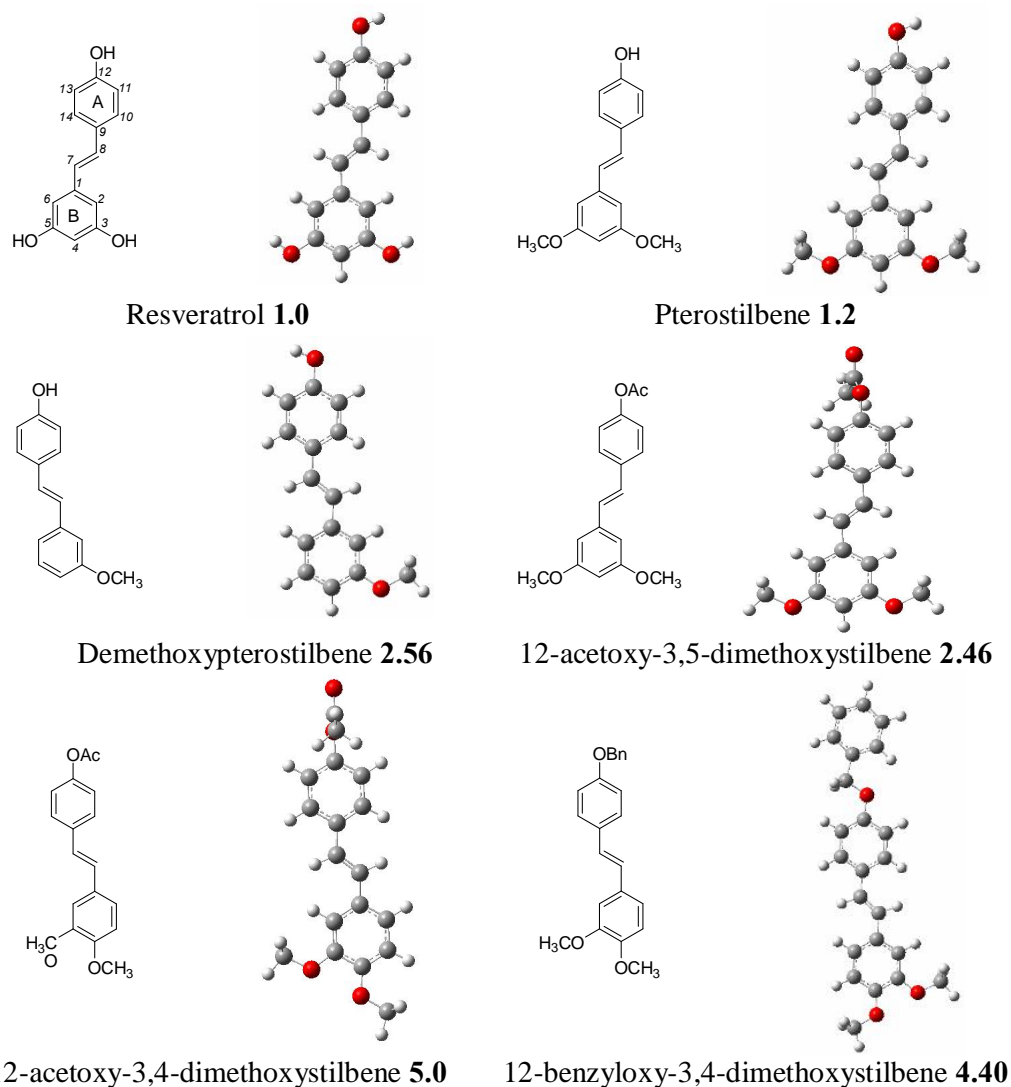 OH
12
13
11
A
14
10
9
8
7
1
6
2
B
5
3
HO
4
OH
Resveratrol 1.0
OH
H₃CO
OCH₃
Pterostilbene 1.2
OH
OCH₃
Demethoxypterostilbene 2.56
OAc
H₃CO
OCH₃
12-acetoxy-3,5-dimethoxystilbene 2.46
OAc
H₃C
O
OCH₃
2-acetoxy-3,4-dimethoxystilbene 5.0
OBn
H₃CO
OCH₃
12-benzyloxy-3,4-dimethoxystilbene 4.40